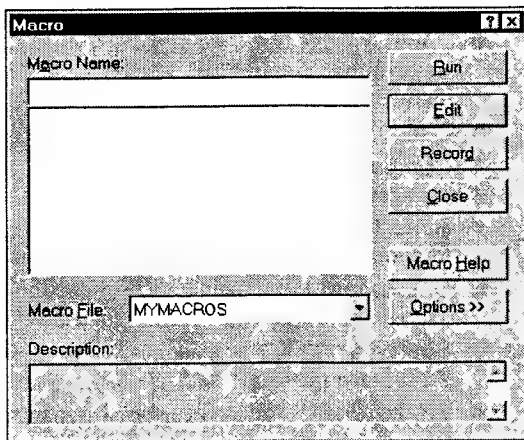 Macro
Macro Name:
Run
Edit
Record
Close
Macro Help
Macro File: MYMACROS
Options >>
Description: